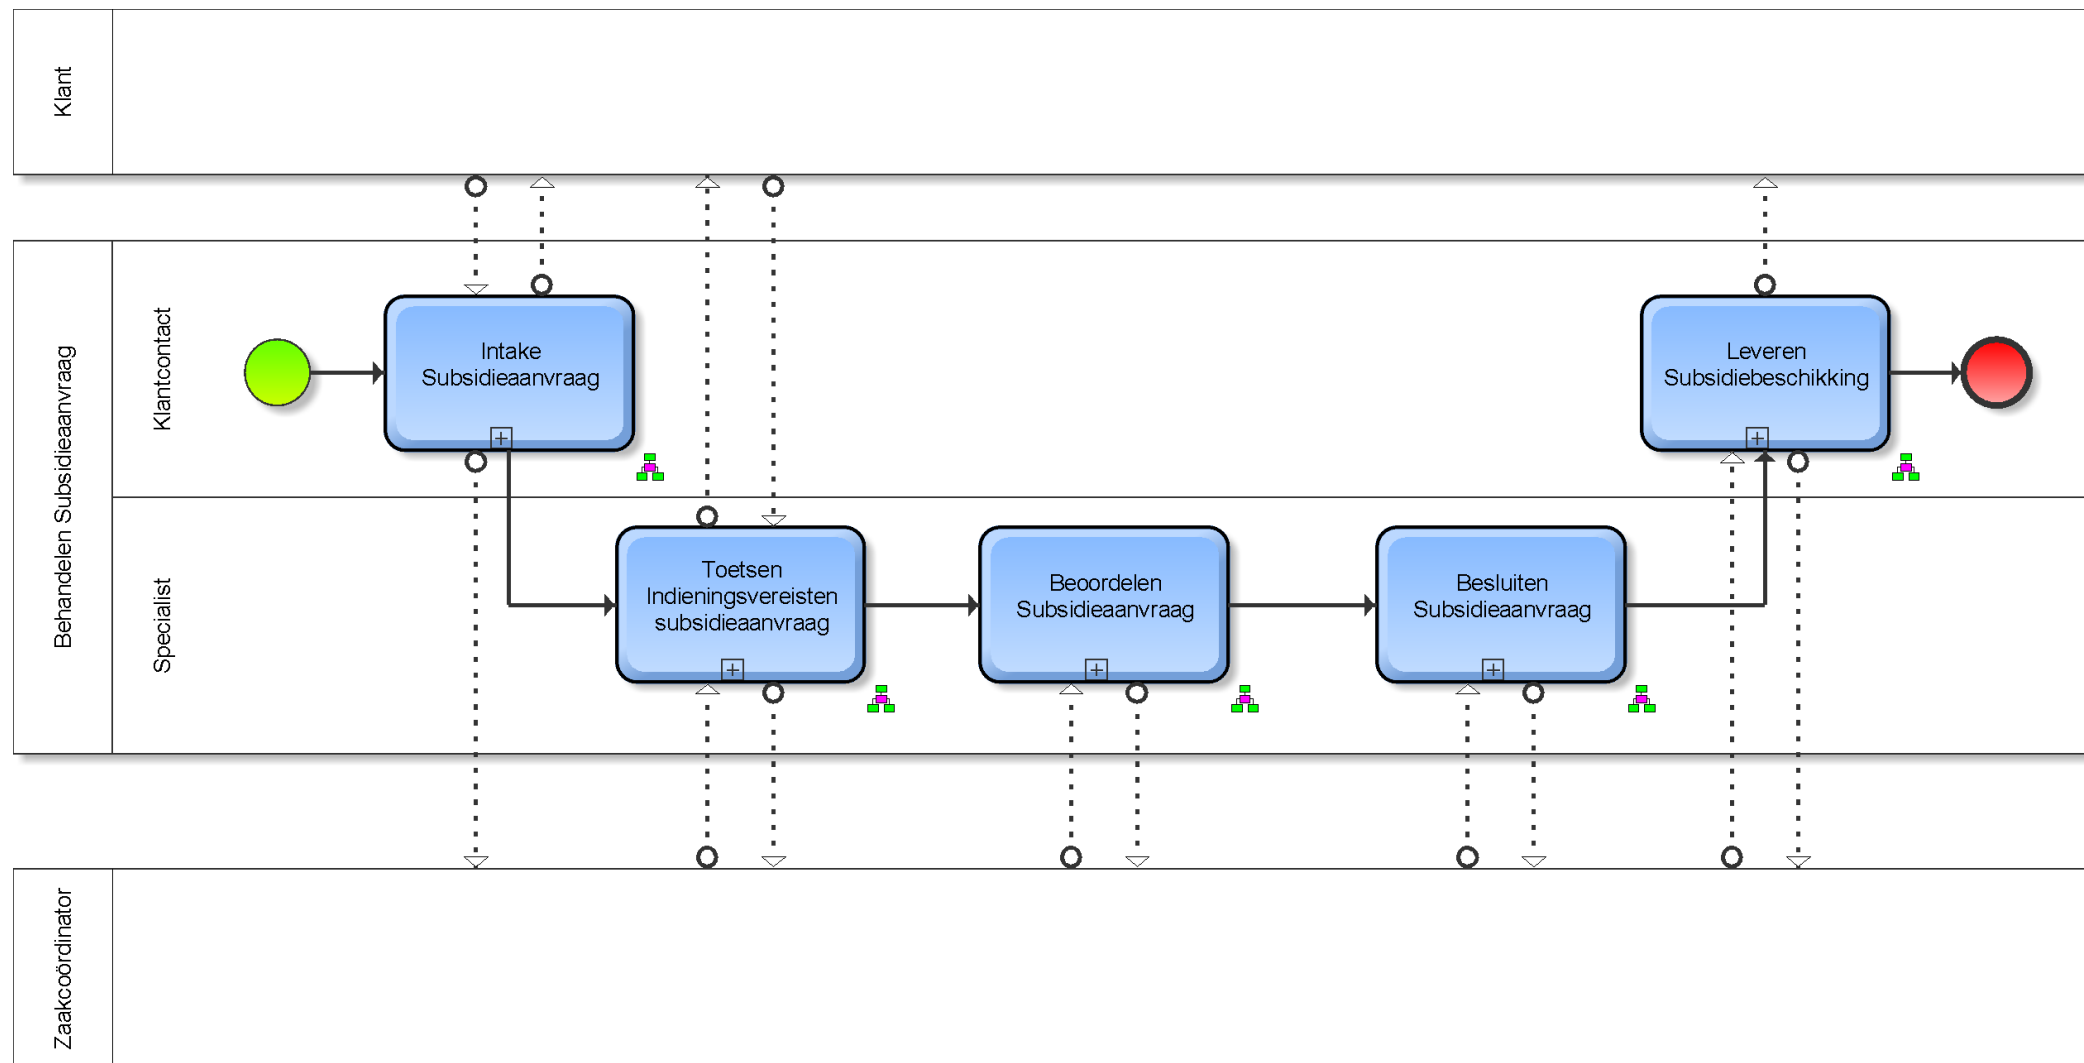 Klant
Behandelen Subsidieaanvraag
Klantcontact
Intake
Subsidieaanvraag
Leveren
Subsidiebeschikking
Specialist
Toetsen
Indieningsvereisten
subsidieaanvraag
Beoordelen
Subsidieaanvraag
Besluiten
Subsidieaanvraag
Zaakcoördinator